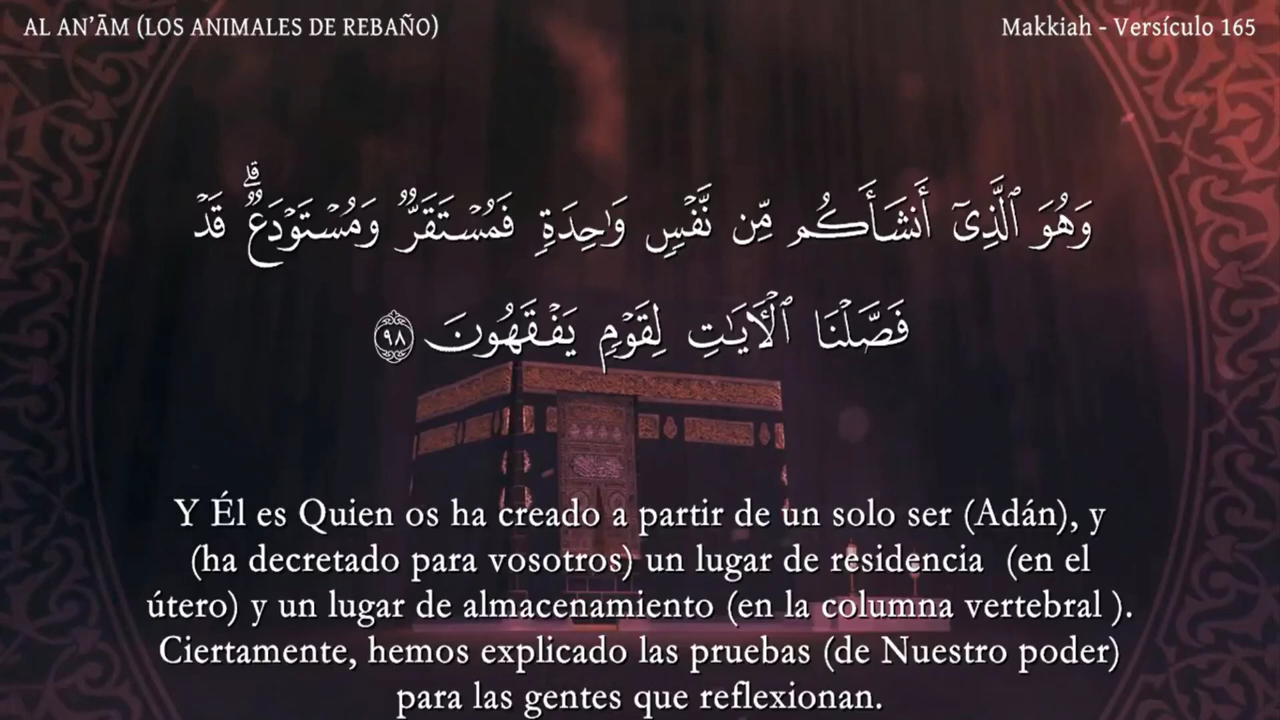 AL AN’ĀM (LOS ANIMALES DE REBAÑO)
Makkiah - Versículo 165
وَهُوَ ٱلَّذِىٓ أَنشَأَكُم مِّن نَّفْسٍ وَٰحِدَةٍ فَمُسْتَقَرٌّ وَمُسْتَوْدَعٌ ۗ قَدْ
فَصَّلْنَا ٱلْـَٔايَـٰتِ لِقَوْمٍ يَفْقَهُونَ ٩٨
Y Él es Quien os ha creado a partir de un solo ser (Adán), y
(ha decretado para vosotros) un lugar de residencia (en el
útero) y un lugar de almacenamiento (en la columna vertebral ).
Ciertamente, hemos explicado las pruebas (de Nuestro poder)
para las gentes que reflexionan.